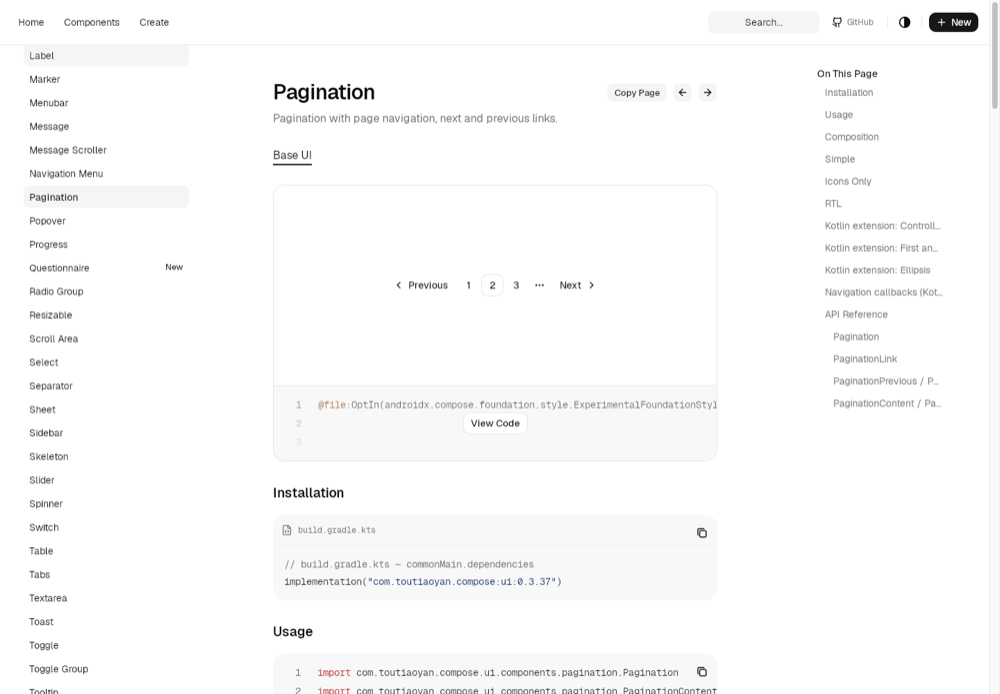 Home Components Create Search... GitHub + New
Label
Marker
Menubar
Message
Message Scroller
Navigation Menu
Pagination
Popover
Progress
Questionnaire New
Radio Group
Resizable
Scroll Area
Select
Separator
Sheet
Sidebar
Skeleton
Slider
Spinner
Switch
Table
Tabs
Textarea
Toast
Toggle
Toggle Group
Tooltip
Pagination
Copy Page
Pagination with page navigation, next and previous links.
Base UI
Previous 1 2 3 ... Next
1 @file:OptIn(androidx.compose.foundation.style.ExperimentalFoundationStyl
2
View Code
3
Installation
build.gradle.kts
// build.gradle.kts — commonMain.dependencies
implementation("com.toutiaoyan.compose:ui:0.3.37")
Usage
1 import com.toutiaoyan.compose.ui.components.pagination.Pagination
2 import com.toutiaoyan.compose.ui.components.pagination.PaginationContent
On This Page
Installation
Usage
Composition
Simple
Icons Only
RTL
Kotlin extension: Controll...
Kotlin extension: First an...
Kotlin extension: Ellipsis
Navigation callbacks (Kot...
API Reference
Pagination
PaginationLink
PaginationPrevious / P...
PaginationContent / Pa...